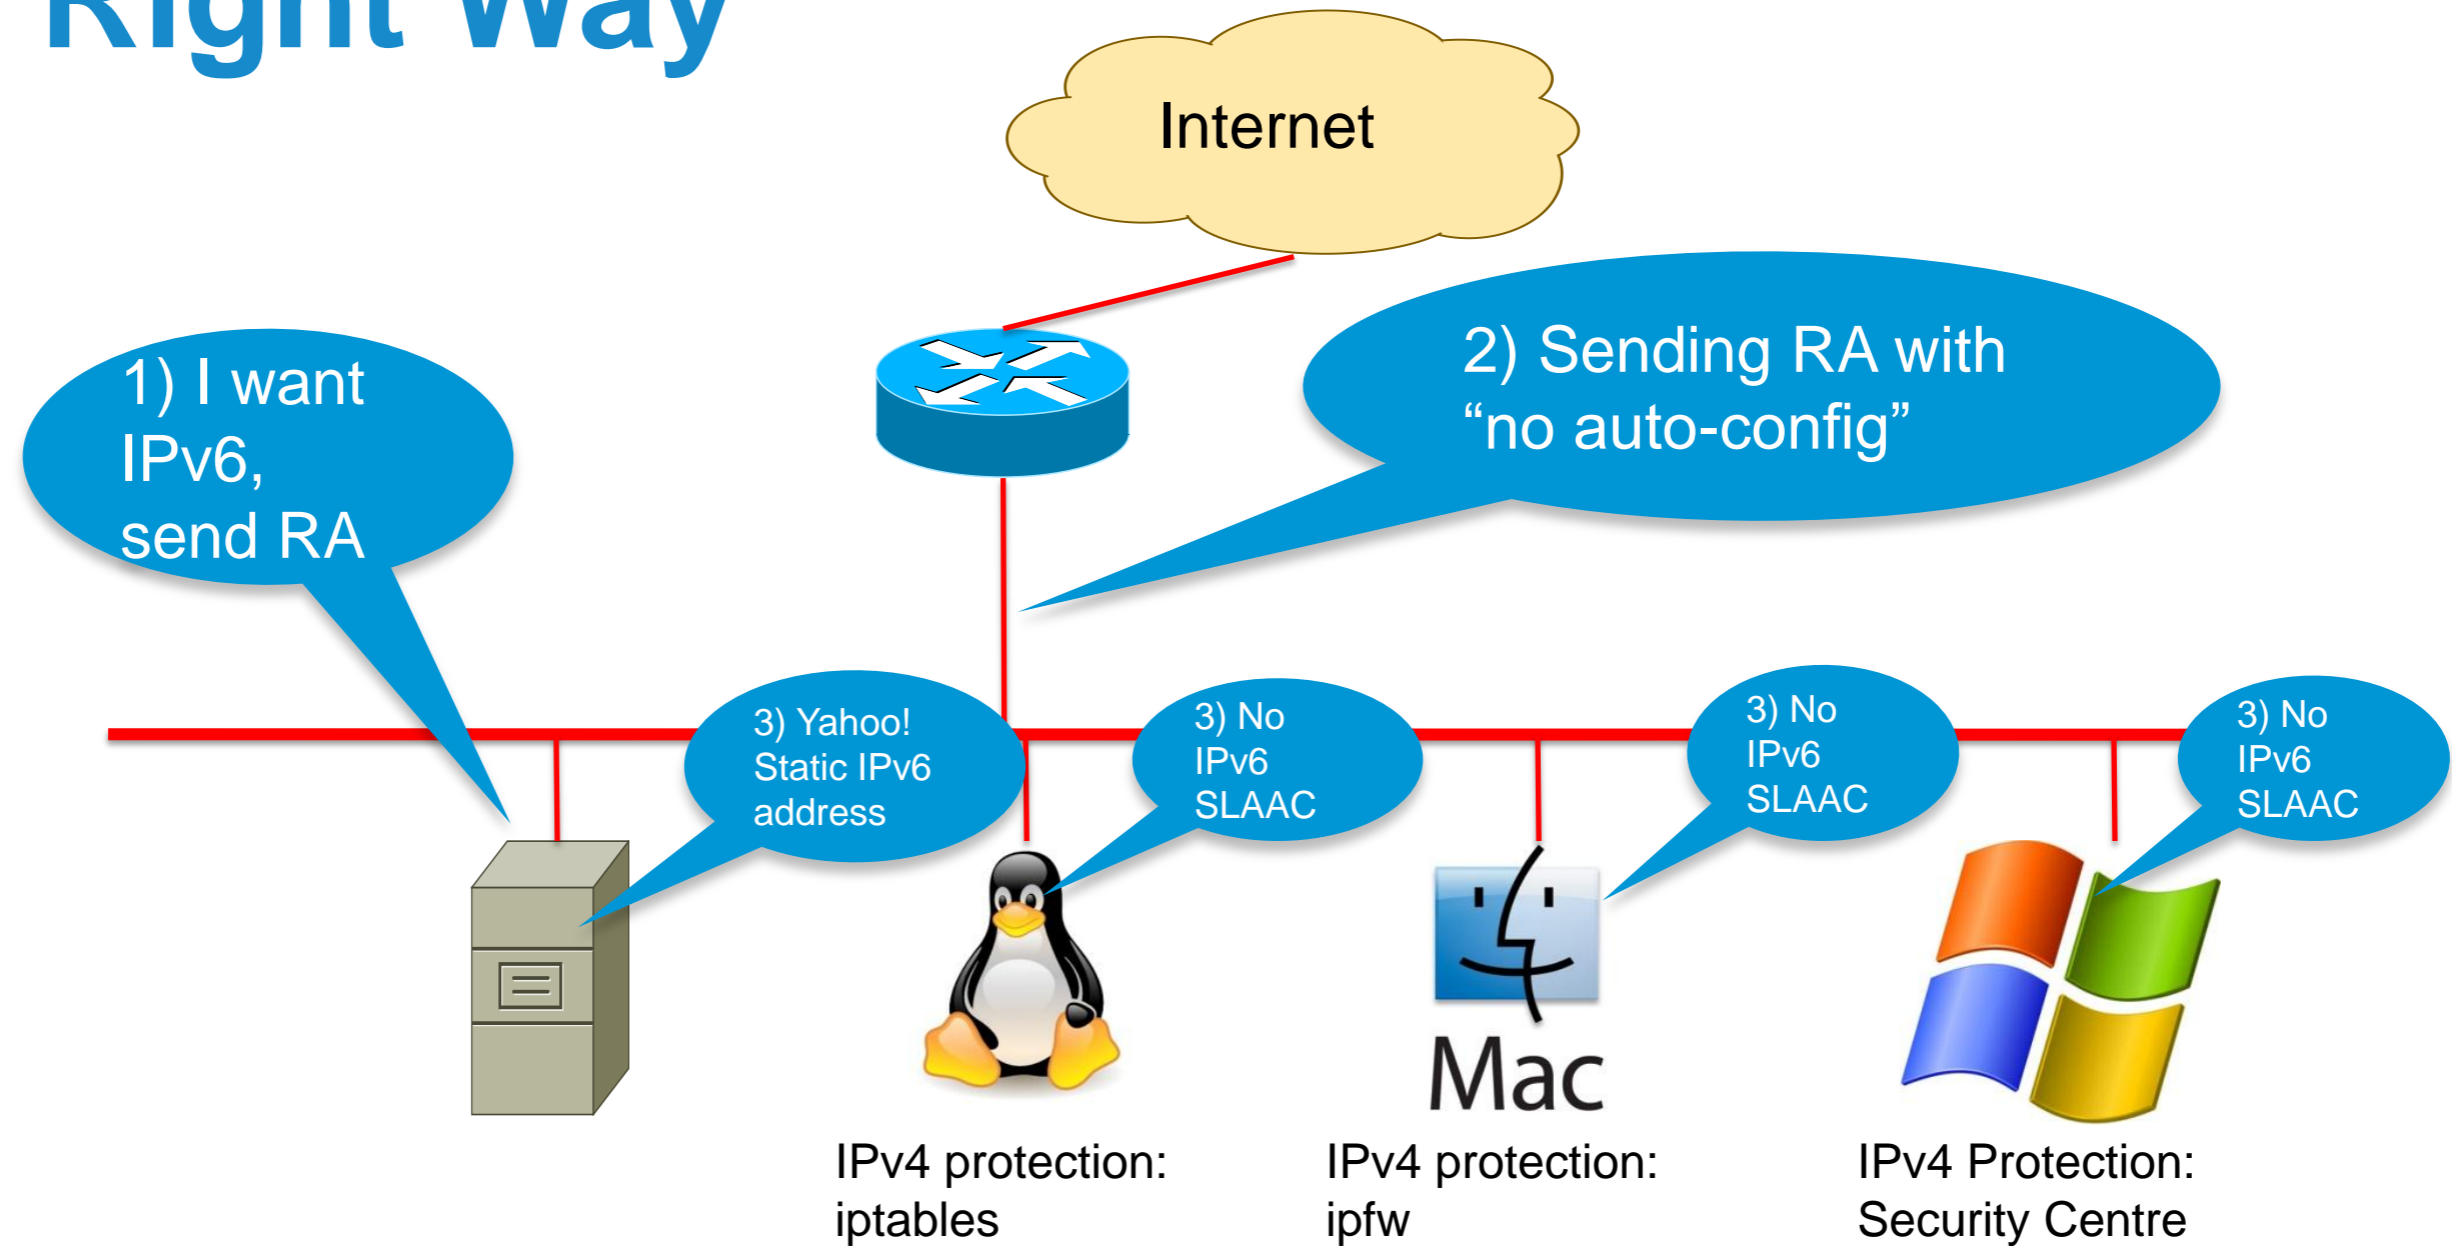 Right Way
Internet
1) I want
IPv6,
send RA
2) Sending RA with
“no auto-config”
3) Yahoo!
Static IPv6
address
3) No
IPv6
SLAAC
3) No
IPv6
SLAAC
3) No
IPv6
SLAAC
Mac
IPv4 protection:
iptables
IPv4 protection:
ipfw
IPv4 Protection:
Security Centre